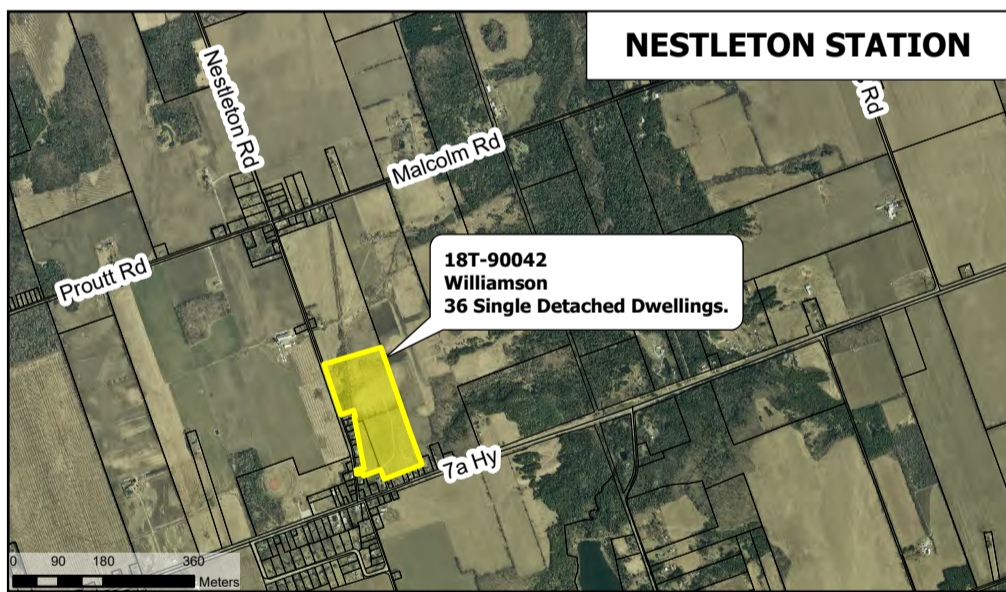 NESTLETON STATION
Nestleton Rd
Rd
Malcolm Rd
Proutt Rd
18T-90042
Williamson
36 Single Detached Dwellings.
7a Hy
0 90 180 360
Meters